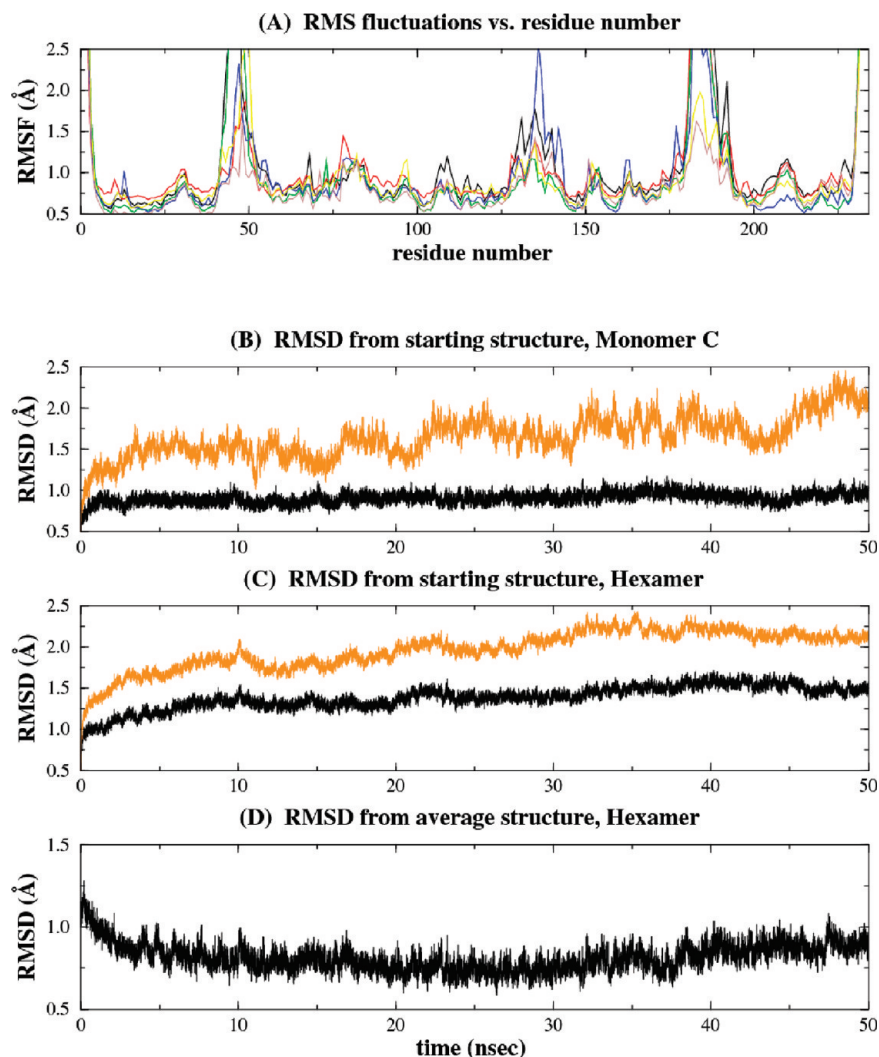 (A) RMS fluctuations vs. residue number
RMSF (Å)
2.5
2.0
1.5
1.0
0.5
0 50 100 150 200
residue number
(B) RMSD from starting structure, Monomer C
RMSD (Å)
2.5
2.0
1.5
1.0
0.5
0 10 20 30 40 50
(C) RMSD from starting structure, Hexamer
RMSD (Å)
2.5
2.0
1.5
1.0
0.5
0 10 20 30 40 50
(D) RMSD from average structure, Hexamer
RMSD (Å)
1.5
1.0
0.5
0 10 20 30 40 50
time (nsec)